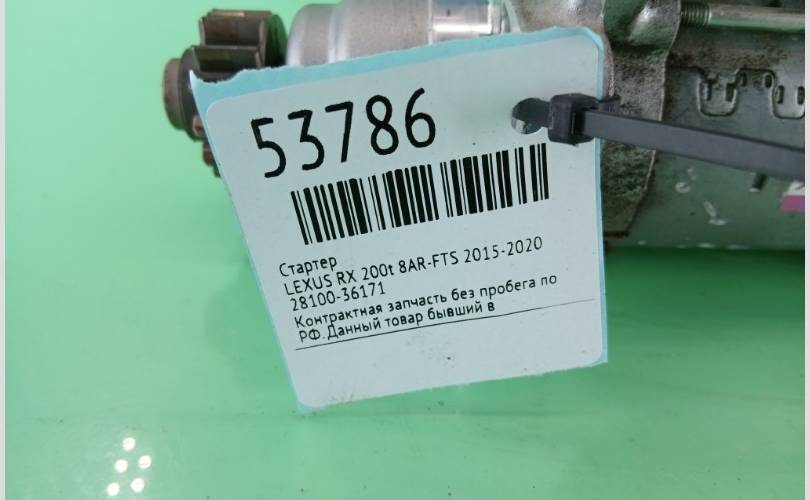 53786
Стартер
LEXUS RX 200t 8AR-FTS 2015-2020
28100-36171
Контрактная запчасть без пробега по
РФ.Данный товар бывший в